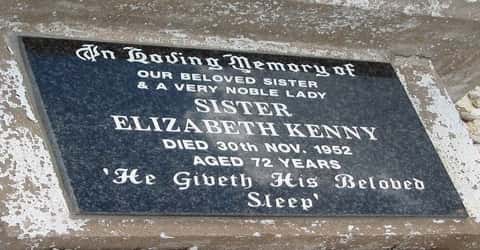 In Loving Memory of
OUR BELOVED SISTER
& A VERY NOBLE LADY
SISTER
ELIZABETH KENNY
DIED 30TH NOV. 1952
AGED 72 YEARS
'He Giveth His Beloved
Sleep'